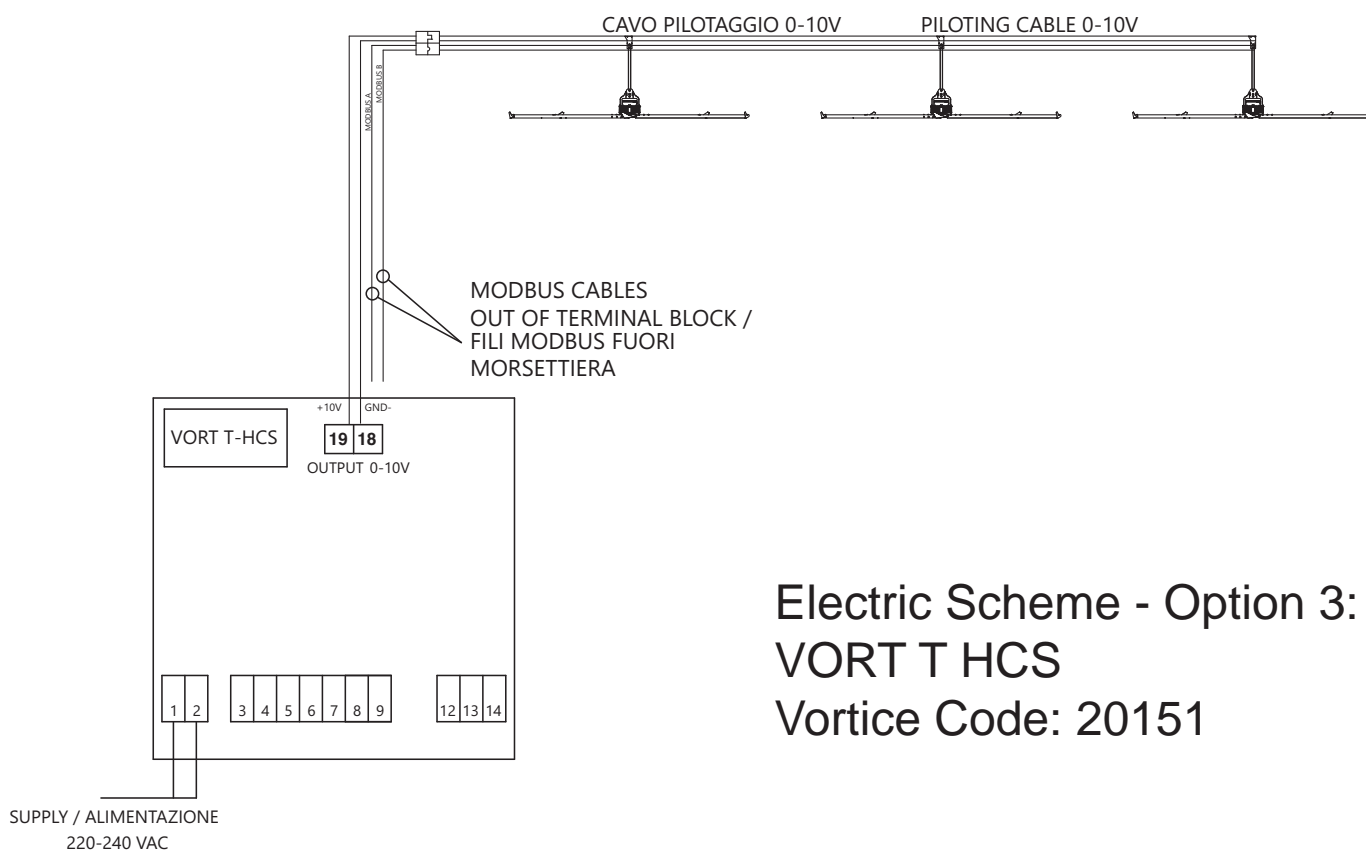 CAVO PILOTAGGIO 0-10V PILOTING CABLE 0-10V
MODBUS A
MODBUS B
MODBUS CABLES
OUT OF TERMINAL BLOCK /
FILI MODBUS FUORI
MORSETTIERA
+10V GND-
VORT T-HCS
19 18
OUTPUT 0-10V
Electric Scheme - Option 3:
VORT T HCS
Vortice Code: 20151
1 2 3 4 5 6 7 8 9 12 13 14
SUPPLY / ALIMENTAZIONE
220-240 VAC